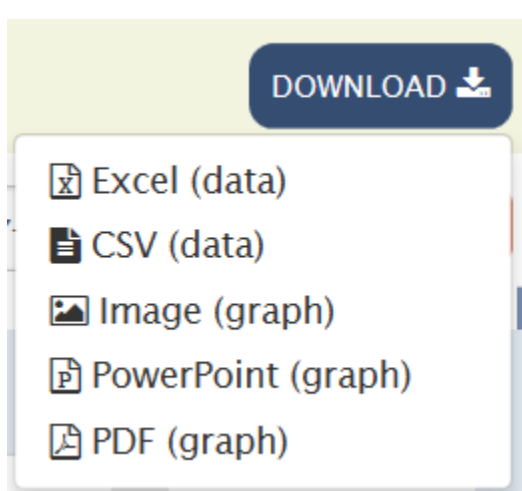 DOWNLOAD
Excel (data)
CSV (data)
Image (graph)
PowerPoint (graph)
PDF (graph)